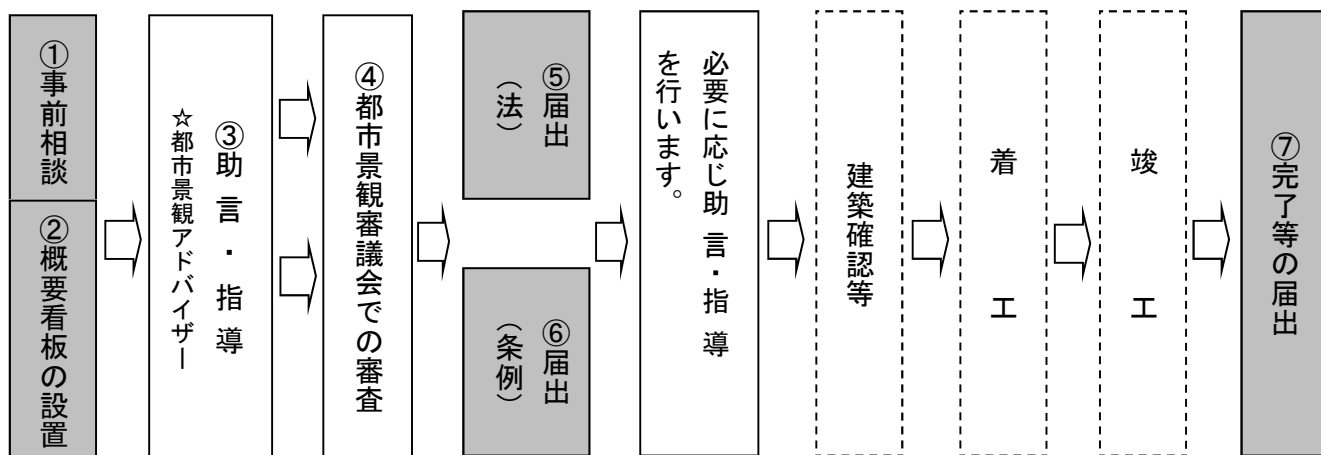 ①事前相談
②概要看板の設置
③助言・指導
☆都市景観アドバイザー
④都市景観審議会での審査
⑤届出
(法)
⑥届出
(条例)
必要に応じ助言・指導
を行います。
建築確認等
着工
竣工
⑦完了等の届出